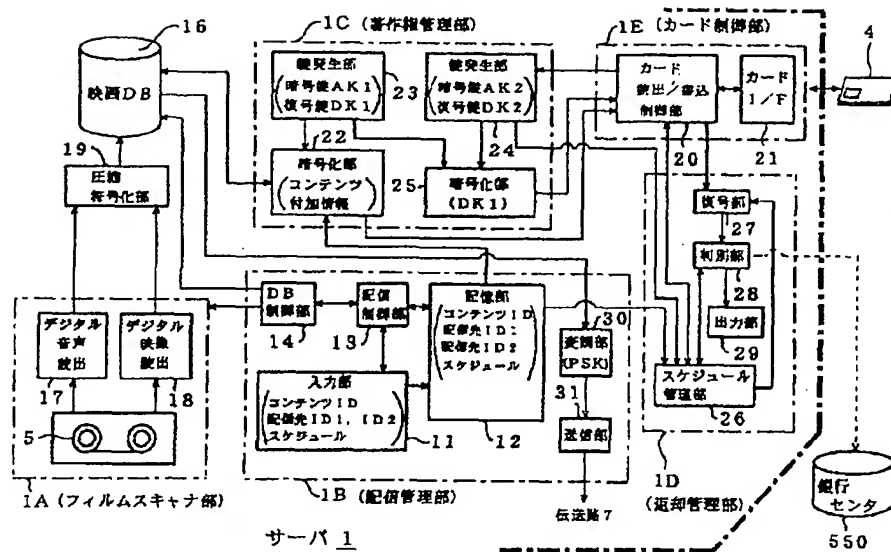 16
映画DB
1C (著作権管理部)
鍵発生部
暗号鍵AK1
復号鍵DK1
23
鍵発生部
暗号鍵AK2
復号鍵DK2
24
22
暗号化部
コンテンツ
付加情報
25
暗号化部
(DK1)
1E (カード制御部)
カード
読出/書込
制御部
20
カード
I/F
21
4
19
圧縮
符号化部
復号部
27
判別部
28
出力部
29
スケジュール
管理部
26
1D
(返却管理部)
デジタル
音声
読出
17
デジタル
映像
読出
18
5
1A (フィルムスキャナ部)
DB
制御部
14
配信
制御部
13
記憶部
コンテンツID
配信先ID1
配信先ID2
スケジュール
12
入力部
コンテンツID
配信先ID1, ID2
スケジュール
11
30
変調部
(PSK)
31
送信部
1B (配信管理部)
伝送路7
銀行
センタ
550
サーバ 1